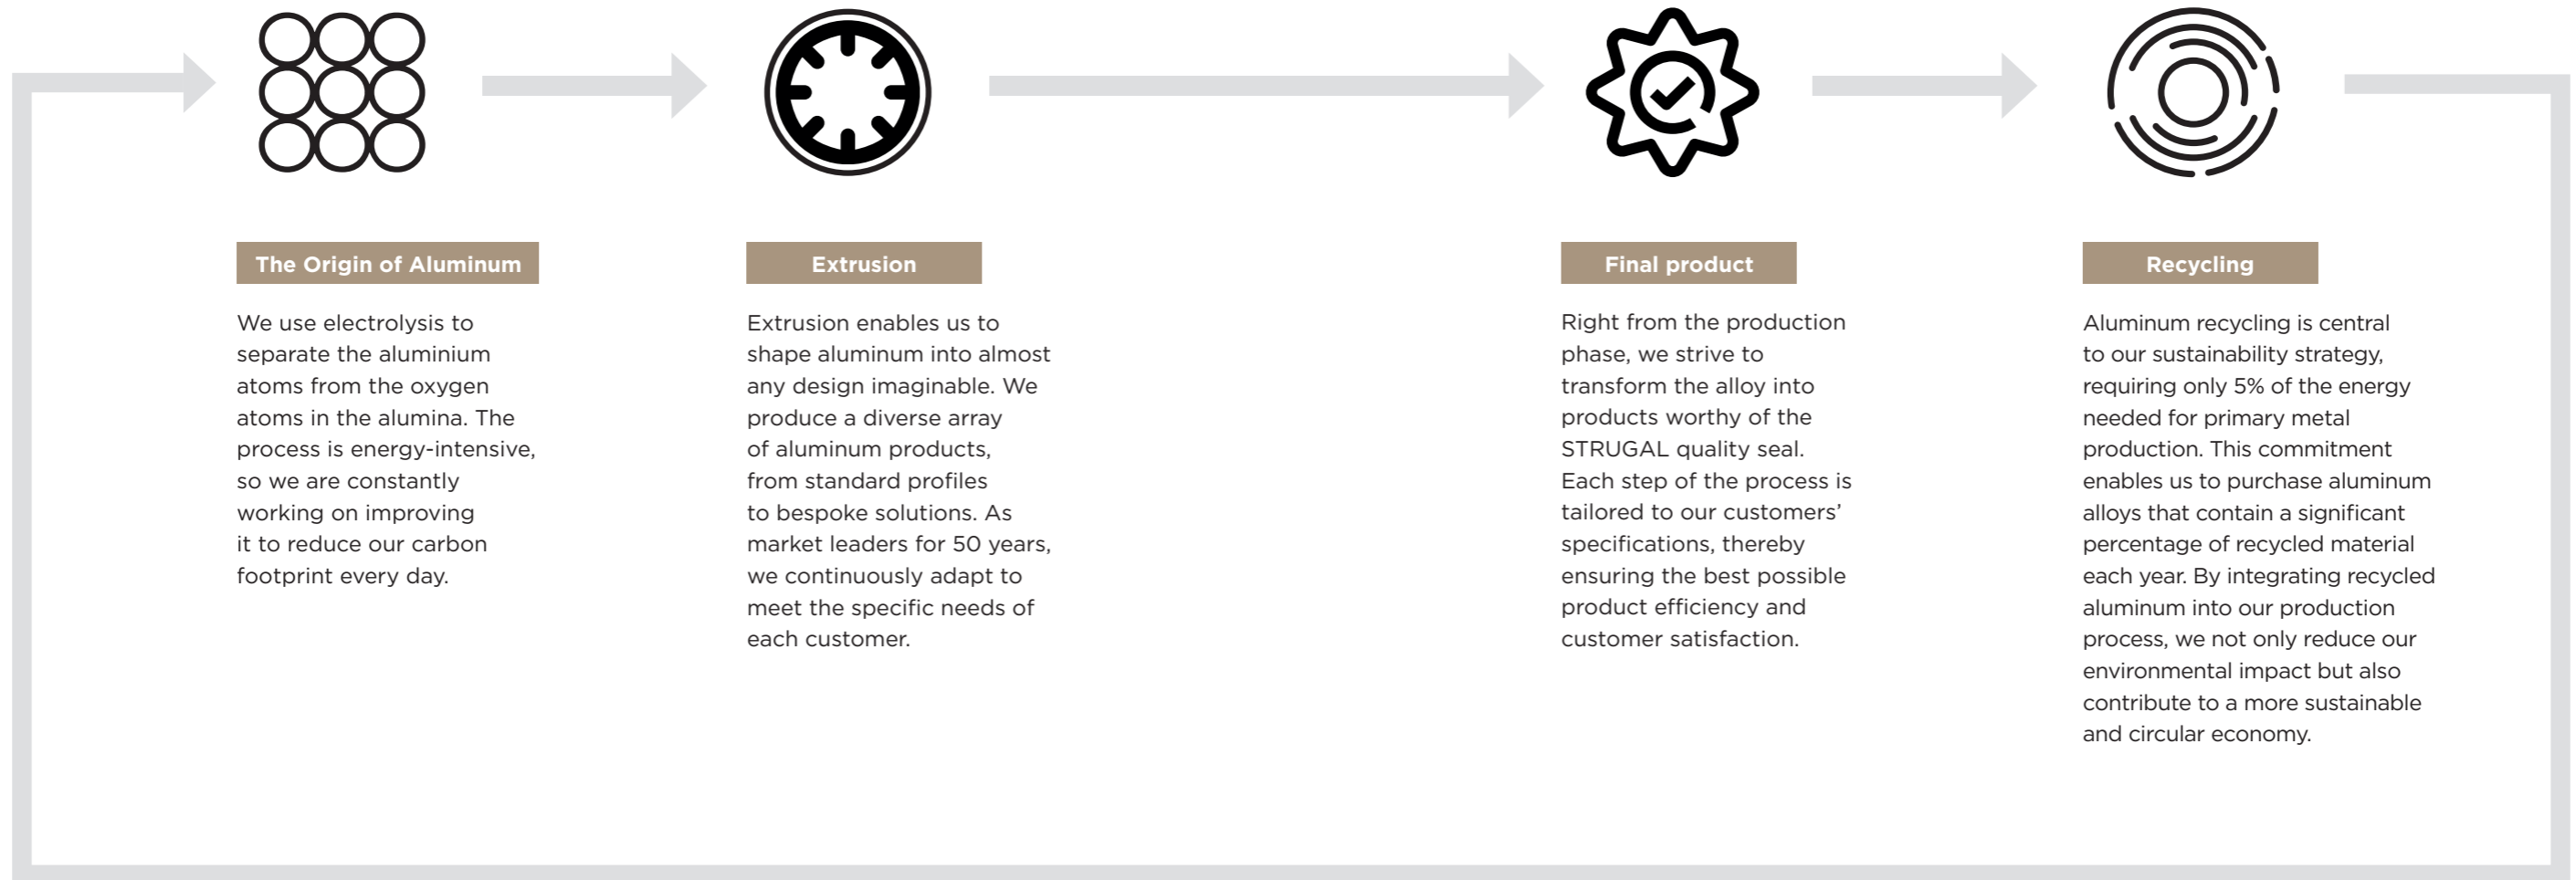 The Origin of Aluminum
We use electrolysis to
separate the aluminium
atoms from the oxygen
atoms in the alumina. The
process is energy-intensive,
so we are constantly
working on improving
it to reduce our carbon
footprint every day.
Extrusion
Extrusion enables us to
shape aluminum into almost
any design imaginable. We
produce a diverse array
of aluminum products,
from standard profiles
to bespoke solutions. As
market leaders for 50 years,
we continuously adapt to
meet the specific needs of
each customer.
Final product
Right from the production
phase, we strive to
transform the alloy into
products worthy of the
STRUGAL quality seal.
Each step of the process is
tailored to our customers’
specifications, thereby
ensuring the best possible
product efficiency and
customer satisfaction.
Recycling
Aluminum recycling is central
to our sustainability strategy,
requiring only 5% of the energy
needed for primary metal
production. This commitment
enables us to purchase aluminum
alloys that contain a significant
percentage of recycled material
each year. By integrating recycled
aluminum into our production
process, we not only reduce our
environmental impact but also
contribute to a more sustainable
and circular economy.